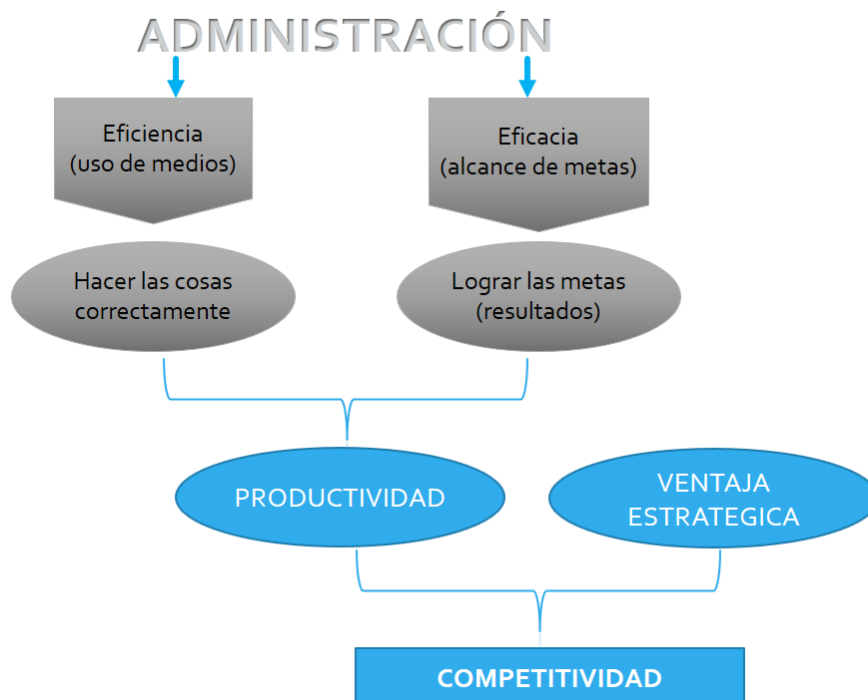 ADMINISTRACIÓN
Eficiencia
(uso de medios)
Eficacia
(alcance de metas)
Hacer las cosas
correctamente
Lograr las metas
(resultados)
PRODUCTIVIDAD
VENTAJA
ESTRATEGICA
COMPETITIVIDAD